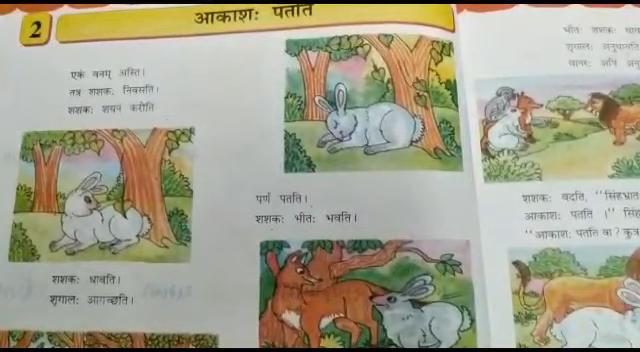 2
आकाशः पतति
एकं वनम् अस्ति।
तत्र शशकः निवसति।
शशकः शयनं करोति
पर्णं पतति।
शशकः भीतः भवति।
शशकः धावति।
शृगालः आगच्छति।
भीतः शशकः
शृगालः अनुधावति
वानरः अपि
शशकः वदति, "सिंहभ्रात
आकाशः पतति ।" सिंह
"आकाशः पतति वा ? कुत्र